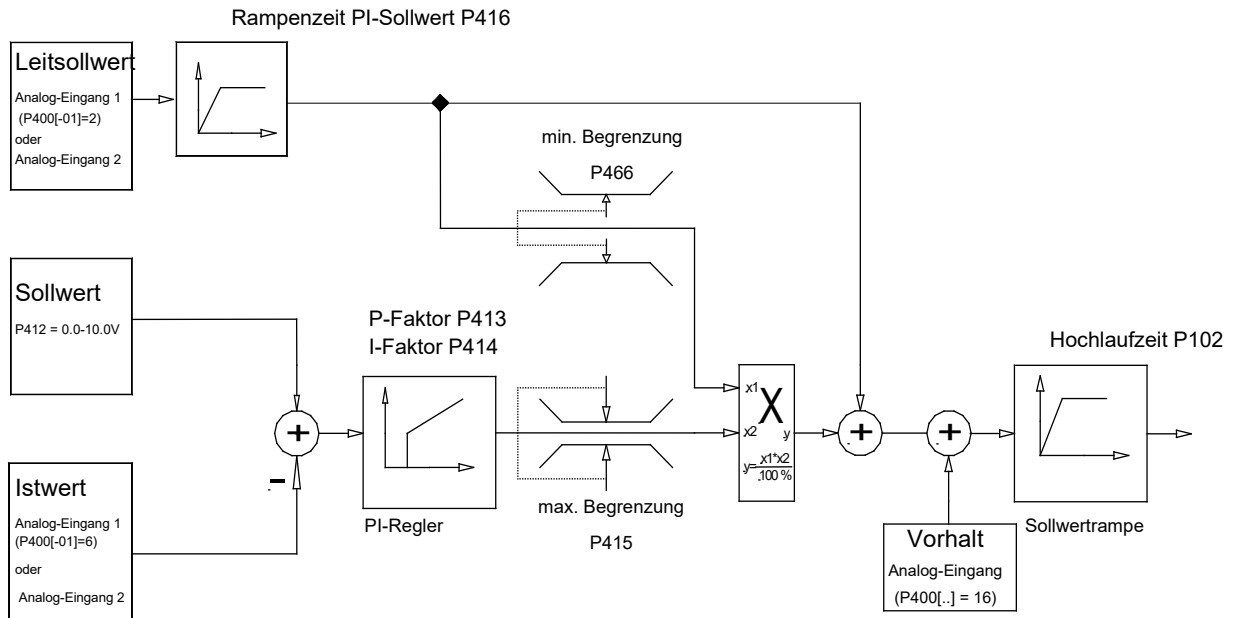 Rampenzeit PI-Sollwert P416
Leitsollwert
Analog-Eingang 1
(P400[-01]=2)
oder
Analog-Eingang 2
min. Begrenzung
P466
Sollwert
P412 = 0.0-10.0V
P-Faktor P413
I-Faktor P414
Hochlaufzeit P102
x1
X
x2
y
y=x1*x2
100 %
+
+
+
-
Istwert
Analog-Eingang 1
(P400[-01]=6)
oder
Analog-Eingang 2
PI-Regler
max. Begrenzung
P415
Sollwertrampe
Vorhalt
Analog-Eingang
(P400[..] = 16)